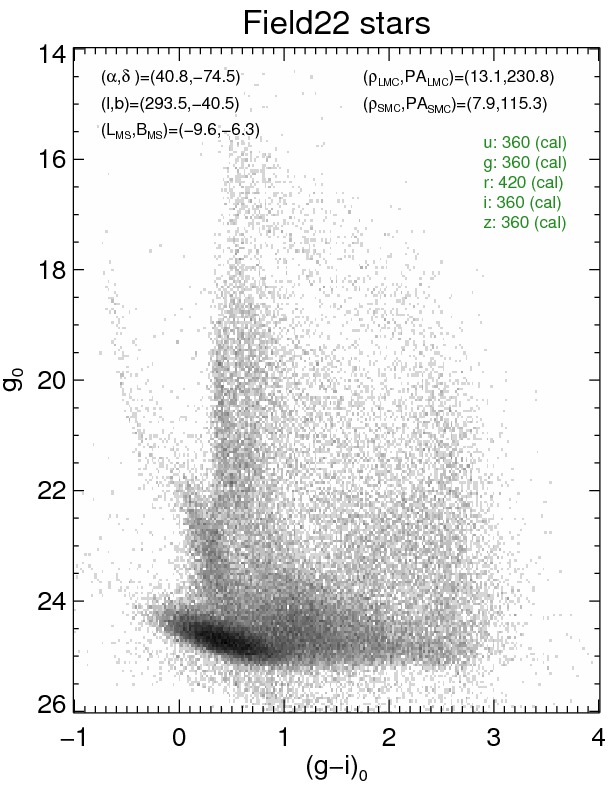 Field22 stars
(α,δ )=(40.8,−74.5)
(ρLMC,PALMC)=(13.1,230.8)
(l,b)=(293.5,−40.5)
(ρSMC,PASMC)=(7.9,115.3)
(LMS,BMS)=(−9.6,−6.3)
u: 360 (cal)
g: 360 (cal)
r: 420 (cal)
i: 360 (cal)
z: 360 (cal)
14
16
18
20
22
24
26
g0
−1 0 1 2 3 4
(g−i)0